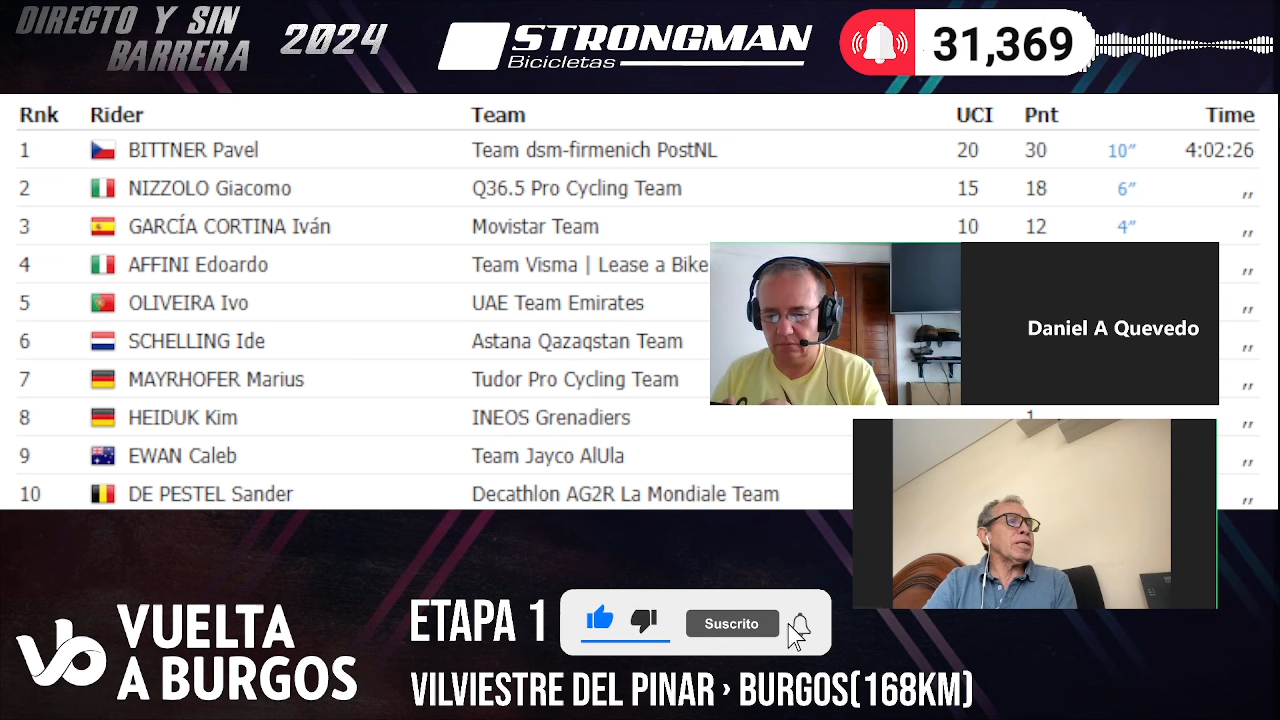 DIRECTO Y SIN
BARRERA
2024
STRONGMAN
Bicicletas
31,369
Rnk Rider Team UCI Pnt Time
1 BITTNER Pavel Team dsm-firmenich PostNL 20 30 10″ 4:02:26
2 NIZZOLO Giacomo Q36.5 Pro Cycling Team 15 18 6″ ,,
3 GARCÍA CORTINA Iván Movistar Team 10 12 4″ ,,
4 AFFINI Edoardo Team Visma | Lease a Bike ,,
5 OLIVEIRA Ivo UAE Team Emirates ,,
6 SCHELLING Ide Astana Qazaqstan Team ,,
7 MAYRHOFER Marius Tudor Pro Cycling Team ,,
8 HEIDUK Kim INEOS Grenadiers 1 ,,
9 EWAN Caleb Team Jayco AlUla ,,
10 DE PESTEL Sander Decathlon AG2R La Mondiale Team ,,
Daniel A Quevedo
vb VUELTA
A BURGOS
ETAPA 1
Suscrito
VILVIESTRE DEL PINAR › BURGOS(168KM)